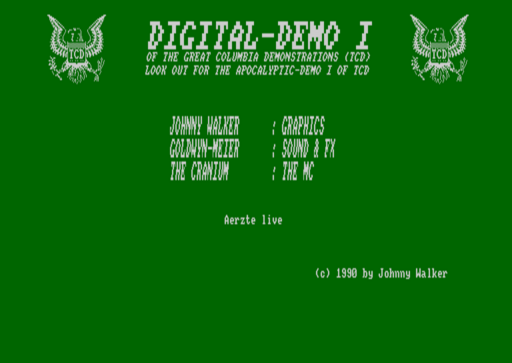 DIGITAL-DEMO I
OF THE GREAT COLUMBIA DEMONSTRATIONS (TCD)
LOOK OUT FOR THE APOCALYPTIC-DEMO I OF TCD
TCD
TCD
JOHNNY WALKER : GRAPHICS
GOLDWYN-MEIER : SOUND & FX
THE CRANIUM : THE MC
Aerzte live
(c) 1990 by Johnny Walker